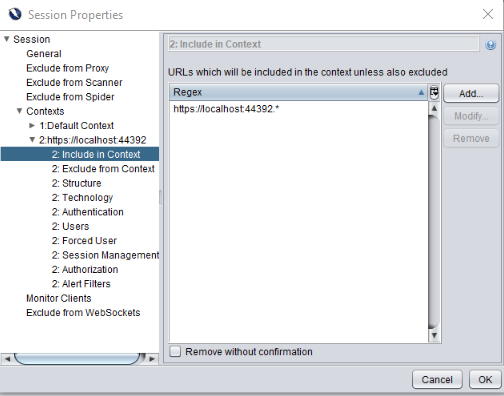 Session Properties
Session
General
Exclude from Proxy
Exclude from Scanner
Exclude from Spider
Contexts
1:Default Context
2:https://localhost:44392
2: Include in Context
2: Exclude from Context
2: Structure
2: Technology
2: Authentication
2: Users
2: Forced User
2: Session Management
2: Authorization
2: Alert Filters
Monitor Clients
Exclude from WebSockets
2: Include in Context
URLs which will be included in the context unless also excluded
Regex
https://localhost:44392.*
Add...
Modify...
Remove
Remove without confirmation
Cancel
OK